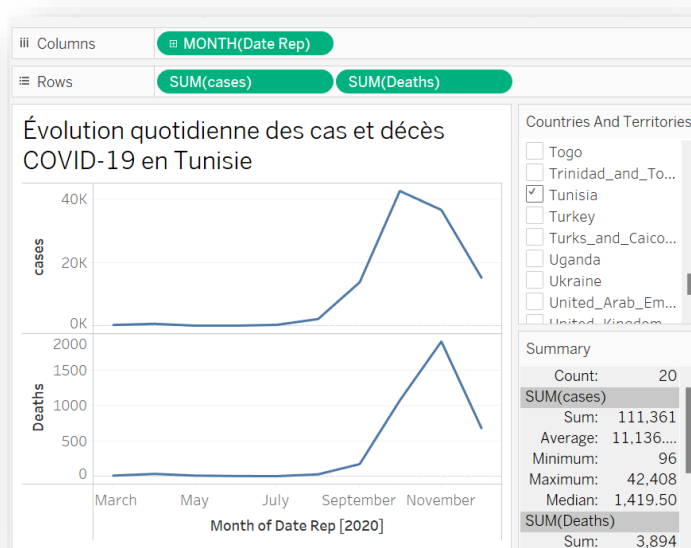 Columns
MONTH(Date Rep)
Rows
SUM(cases)
SUM(Deaths)
Évolution quotidienne des cas et décès
COVID-19 en Tunisie
40K
20K
0K
cases
2000
1500
1000
500
0
Deaths
March
May
July
September
November
Month of Date Rep [2020]
Countries And Territories
Togo
Trinidad_and_To...
Tunisia
Turkey
Turks_and_Caico...
Uganda
Ukraine
United_Arab_Em...
United_Kingdom
Summary
Count: 20
SUM(cases)
Sum: 111,361
Average: 11,136....
Minimum: 96
Maximum: 42,408
Median: 1,419.50
SUM(Deaths)
Sum: 3,894